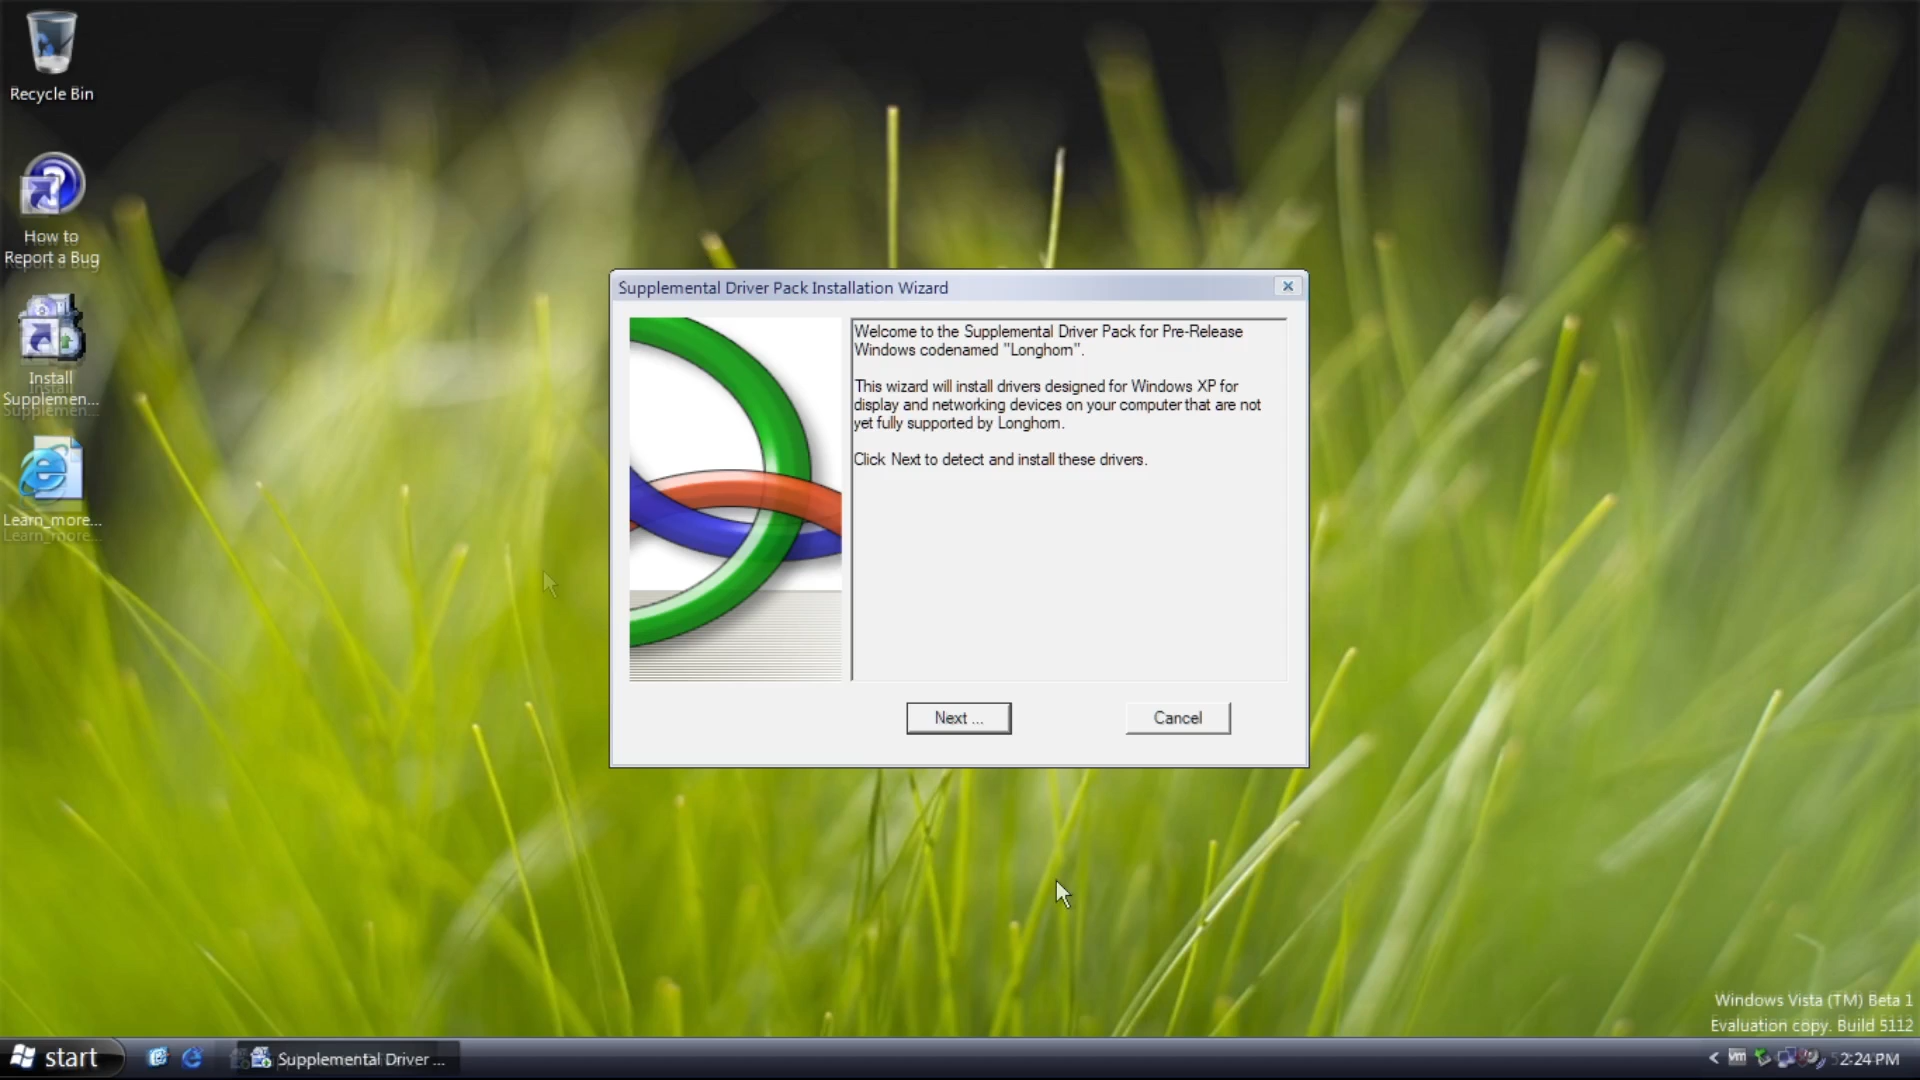 Recycle Bin
How to
Report a Bug
Install
Supplemen...
Learn_more...
Supplemental Driver Pack Installation Wizard
Welcome to the Supplemental Driver Pack for Pre-Release
Windows codenamed "Longhorn".
This wizard will install drivers designed for Windows XP for
display and networking devices on your computer that are not
yet fully supported by Longhorn.
Click Next to detect and install these drivers.
Next ...
Cancel
Windows Vista (TM) Beta 1
Evaluation copy. Build 5112
start
Supplemental Driver ...
vm
2:24 PM